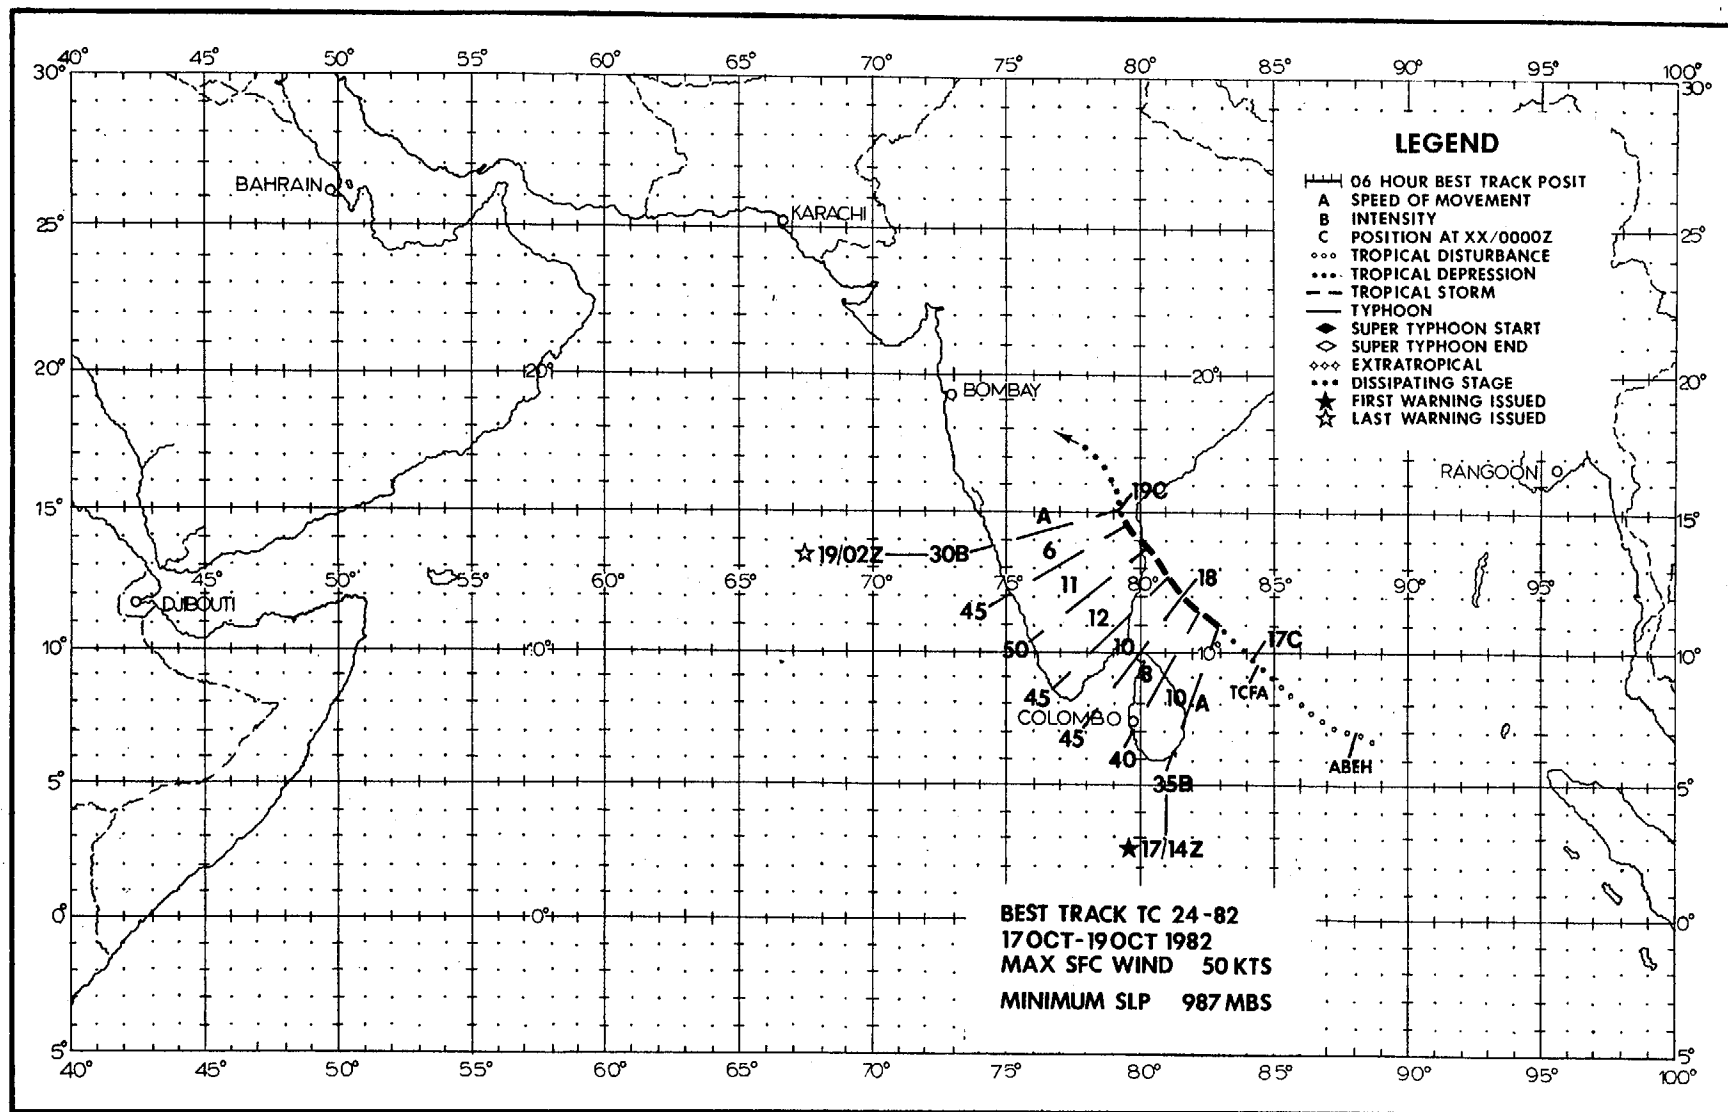 40° 45° 50° 55° 60° 65° 70° 75° 80° 85° 90° 95° 100°
30° 30°
LEGEND
06 HOUR BEST TRACK POSIT
A SPEED OF MOVEMENT
B INTENSITY
C POSITION AT XX/0000Z
TROPICAL DISTURBANCE
TROPICAL DEPRESSION
TROPICAL STORM
TYPHOON
SUPER TYPHOON START
SUPER TYPHOON END
EXTRATROPICAL
DISSIPATING STAGE
FIRST WARNING ISSUED
LAST WARNING ISSUED
BAHRAIN
KARACHI
25° 25°
20° 20° 20° 20°
BOMBAY
RANGOON
19C
15° 15°
A
19/02Z 30B
6
45° 50° 55° 60° 65° 70° 75° 80° 85° 90° 95°
11
18
DJIBOUTI
45
12
50
10
17C
10° 10° 10° 10°
8
TCFA
45
10
A
COLOMBO
45
40
ABEH
35B
5° 5°
17/14Z
0° 0° 0°
BEST TRACK TC 24-82
17 OCT-19 OCT 1982
MAX SFC WIND 50 KTS
MINIMUM SLP 987 MBS
5° 5°
40° 45° 50° 55° 60° 65° 70° 75° 80° 85° 90° 95° 100°